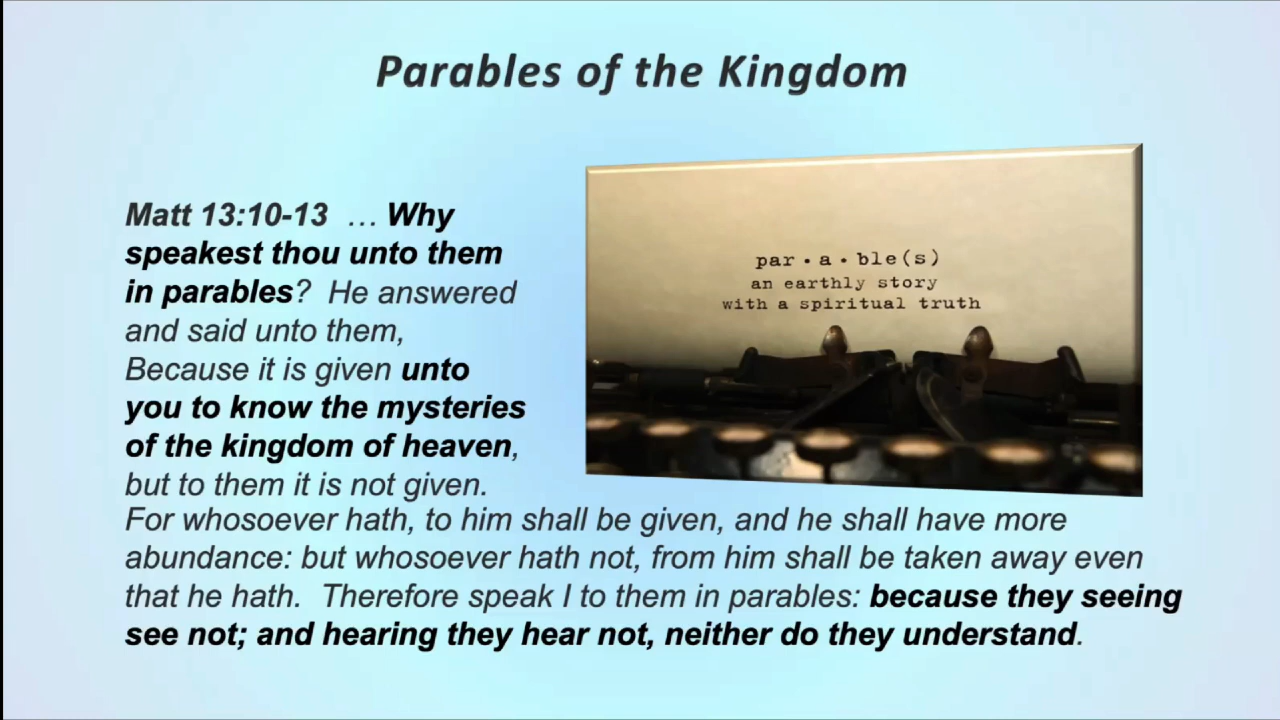 Parables of the Kingdom
Matt 13:10-13 … Why
speakest thou unto them
in parables? He answered
and said unto them,
Because it is given unto
you to know the mysteries
of the kingdom of heaven,
but to them it is not given.
For whosoever hath, to him shall be given, and he shall have more
abundance: but whosoever hath not, from him shall be taken away even
that he hath. Therefore speak I to them in parables: because they seeing
see not; and hearing they hear not, neither do they understand.
par • a • ble(s)
an earthly story
with a spiritual truth